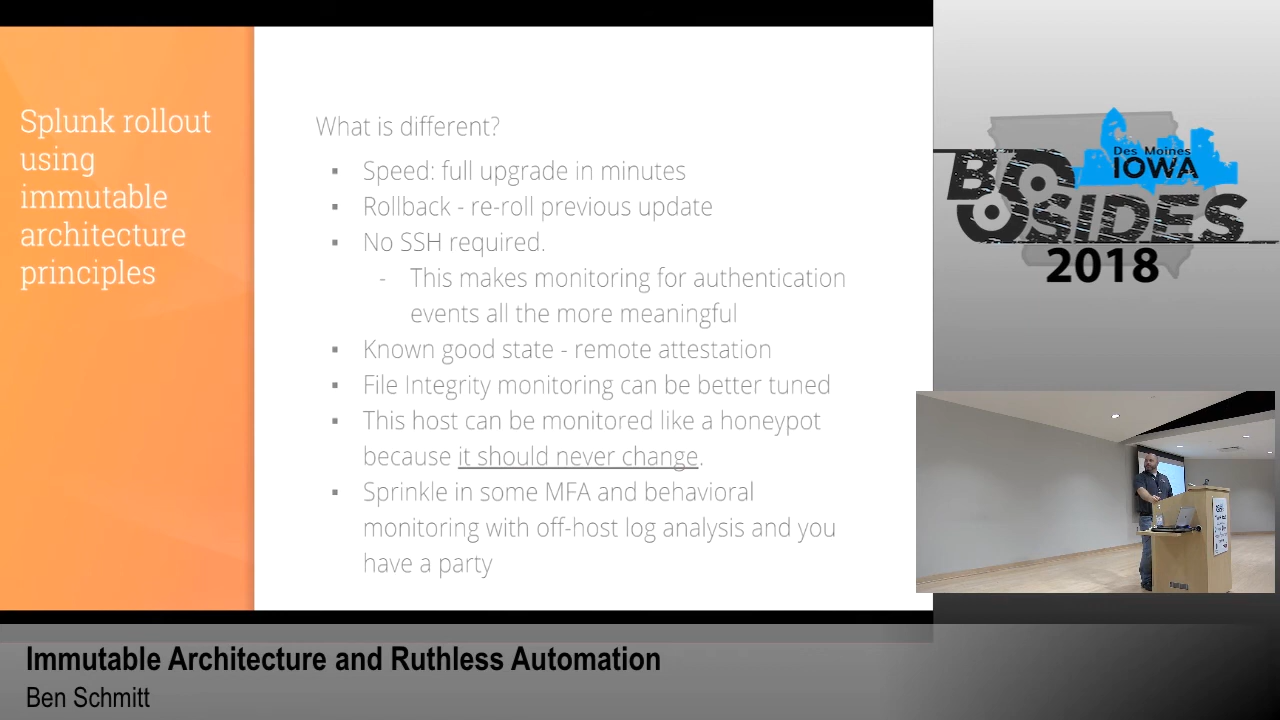 Splunk rollout
using
immutable
architecture
principles
What is different?
▪ Speed: full upgrade in minutes
▪ Rollback - re-roll previous update
▪ No SSH required.
- This makes monitoring for authentication
events all the more meaningful
▪ Known good state - remote attestation
▪ File Integrity monitoring can be better tuned
▪ This host can be monitored like a honeypot
because it should never change.
▪ Sprinkle in some MFA and behavioral
monitoring with off-host log analysis and you
have a party
Des Moines
IOWA
BSIDES
2018
Immutable Architecture and Ruthless Automation
Ben Schmitt